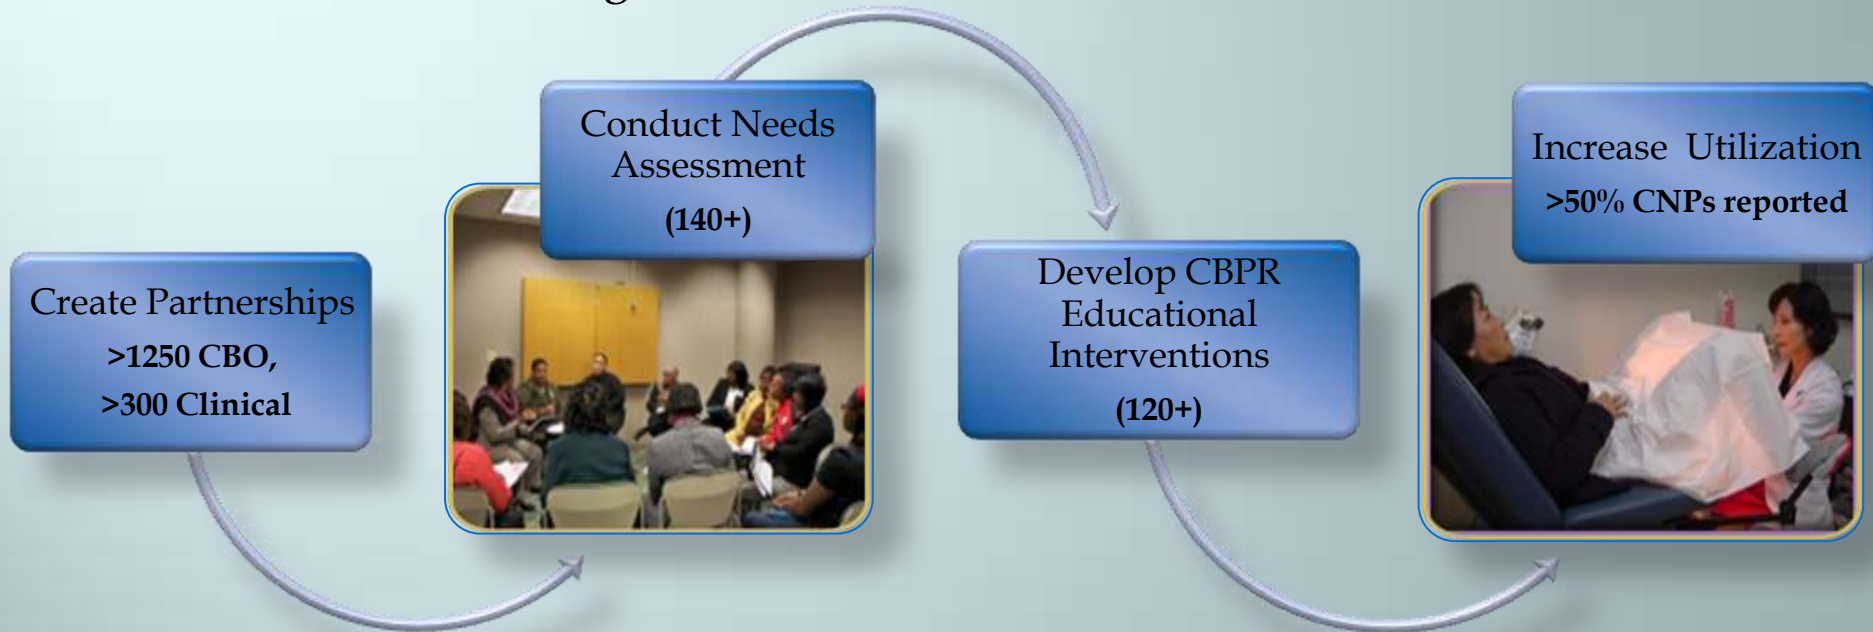 Create Partnerships
>1250 CBO,
>300 Clinical
Conduct Needs
Assessment
(140+)
Develop CBPR
Educational
Interventions
(120+)
Increase Utilization
>50% CNPs reported